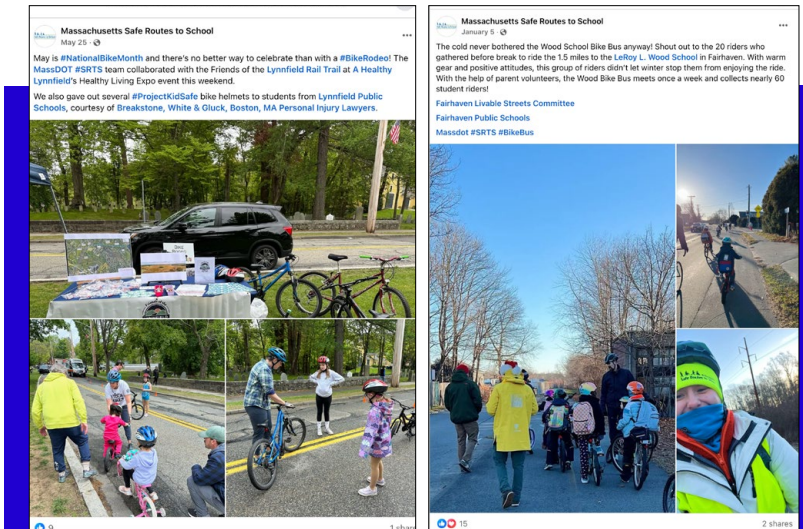 Massachusetts Safe Routes to School
May 25
May is #NationalBikeMonth and there's no better way to celebrate than with a #BikeRodeo! The
MassDOT #SRTS team collaborated with the Friends of the Lynnfield Rail Trail at A Healthy
Lynnfield's Healthy Living Expo event this weekend.
We also gave out several #ProjectKidSafe bike helmets to students from Lynnfield Public
Schools, courtesy of Breakstone, White & Gluck, Boston, MA Personal Injury Lawyers.
9
1 share
Massachusetts Safe Routes to School
January 5
The cold never bothered the Wood School Bike Bus anyway! Shout out to the 20 riders who
gathered before break to ride the 1.5 miles to the LeRoy L. Wood School in Fairhaven. With warm
gear and positive attitudes, this group of riders didn't let winter stop them from enjoying the ride.
With the help of parent volunteers, the Wood Bike Bus meets once a week and collects nearly 60
student riders!
Fairhaven Livable Streets Committee
Fairhaven Public Schools
Massdot #SRTS #BikeBus
15
2 shares